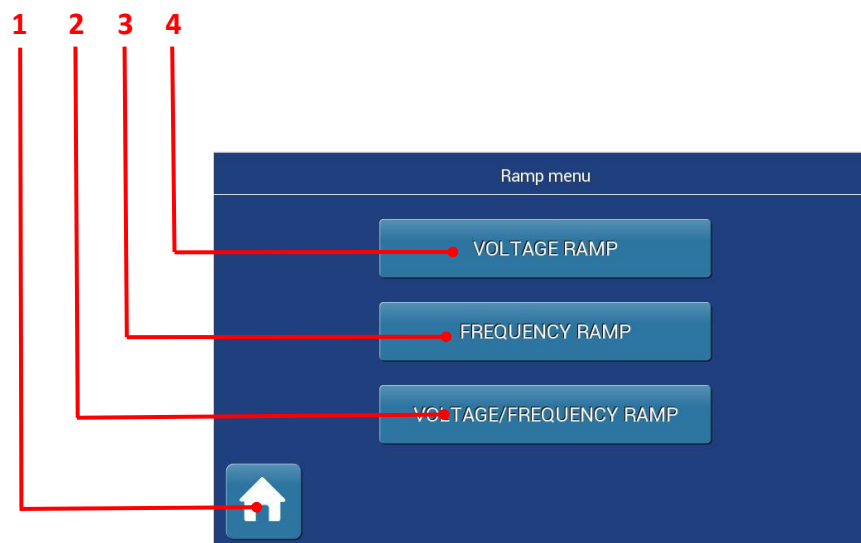 1 2 3 4
Ramp menu
VOLTAGE RAMP
FREQUENCY RAMP
VOLTAGE/FREQUENCY RAMP